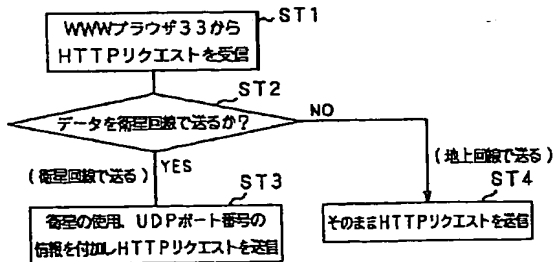 ST1
WWWブラウザ33から
HTTPリクエストを受信
ST2
データを衛星回線で送るか?
NO
(衛星回線で送る)
YES
(地上回線で送る)
ST3
ST4
衛星の使用、UDPポート番号の
情報を付加しHTTPリクエストを送信
そのままHTTPリクエストを送信